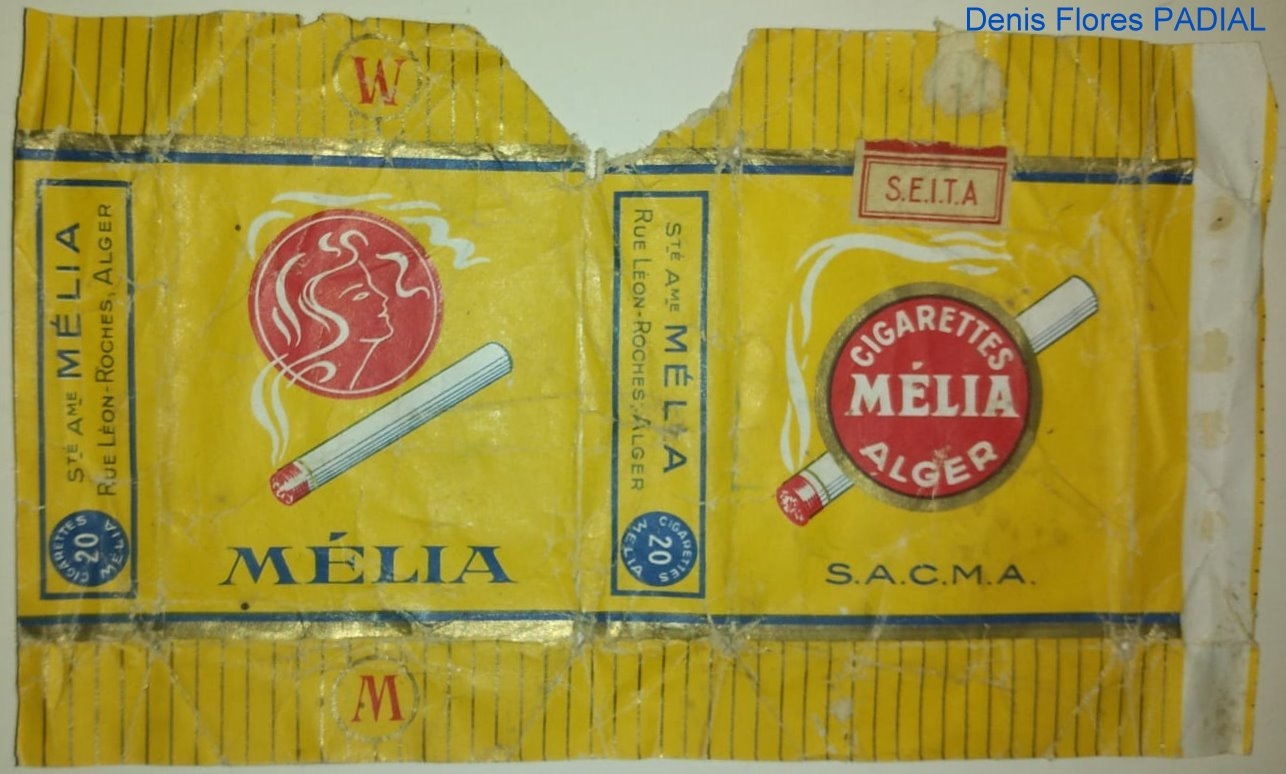 Denis Flores PADIAL
M
STÉ AME MÉLIA
RUE LÉON-ROCHES, ALGER
CIGARETTES
20
MÉLIA
MÉLIA
STÉ AME MÉLIA
RUE LÉON-ROCHES, ALGER
CIGARETTES
20
MÉLIA
S.E.I.T.A
CIGARETTES
MÉLIA
ALGER
S.A.C.M.A.
M